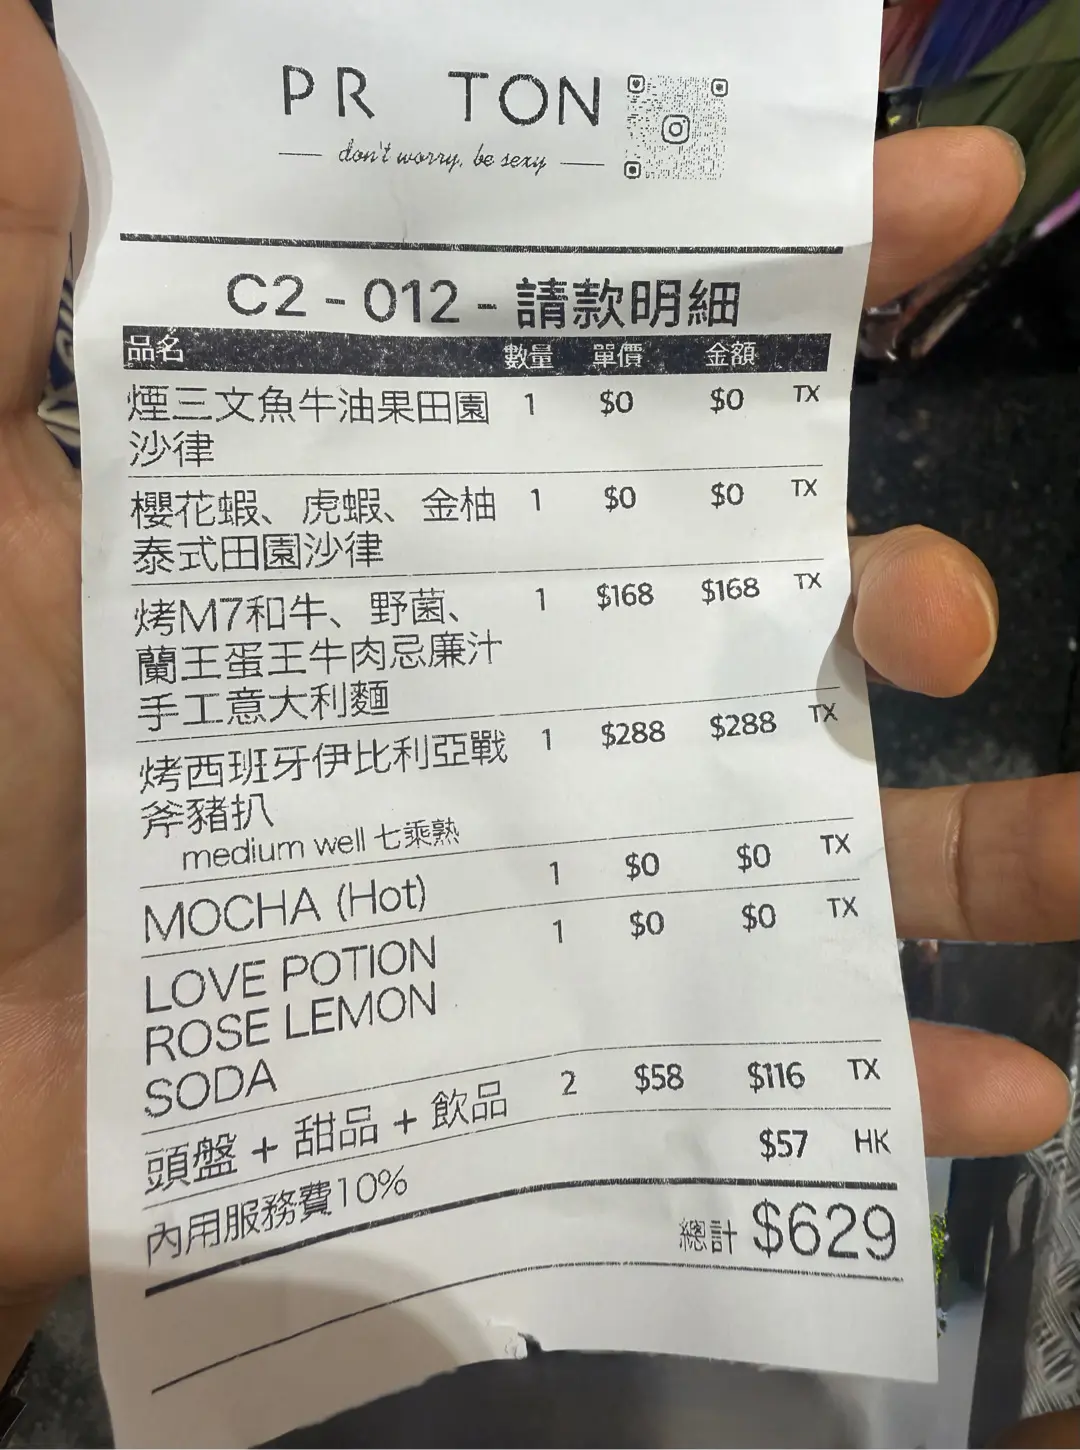 PR TON
don't worry, be sexy
C2 - 012 - 請款明細
品名 數量 單價 金額
煙三文魚牛油果田園 1 $0 $0 TX
沙律
櫻花蝦、虎蝦、金柚 1 $0 $0 TX
泰式田園沙律
烤M7和牛、野菌、 1 $168 $168 TX
蘭王蛋王牛肉忌廉汁
手工意大利麵
烤西班牙伊比利亞戰 1 $288 $288 TX
斧豬扒
medium well 七乘熟
MOCHA (Hot) 1 $0 $0 TX
LOVE POTION 1 $0 $0 TX
ROSE LEMON
SODA
頭盤 + 甜品 + 飲品 2 $58 $116 TX
內用服務費10% $57 HK
總計 $629